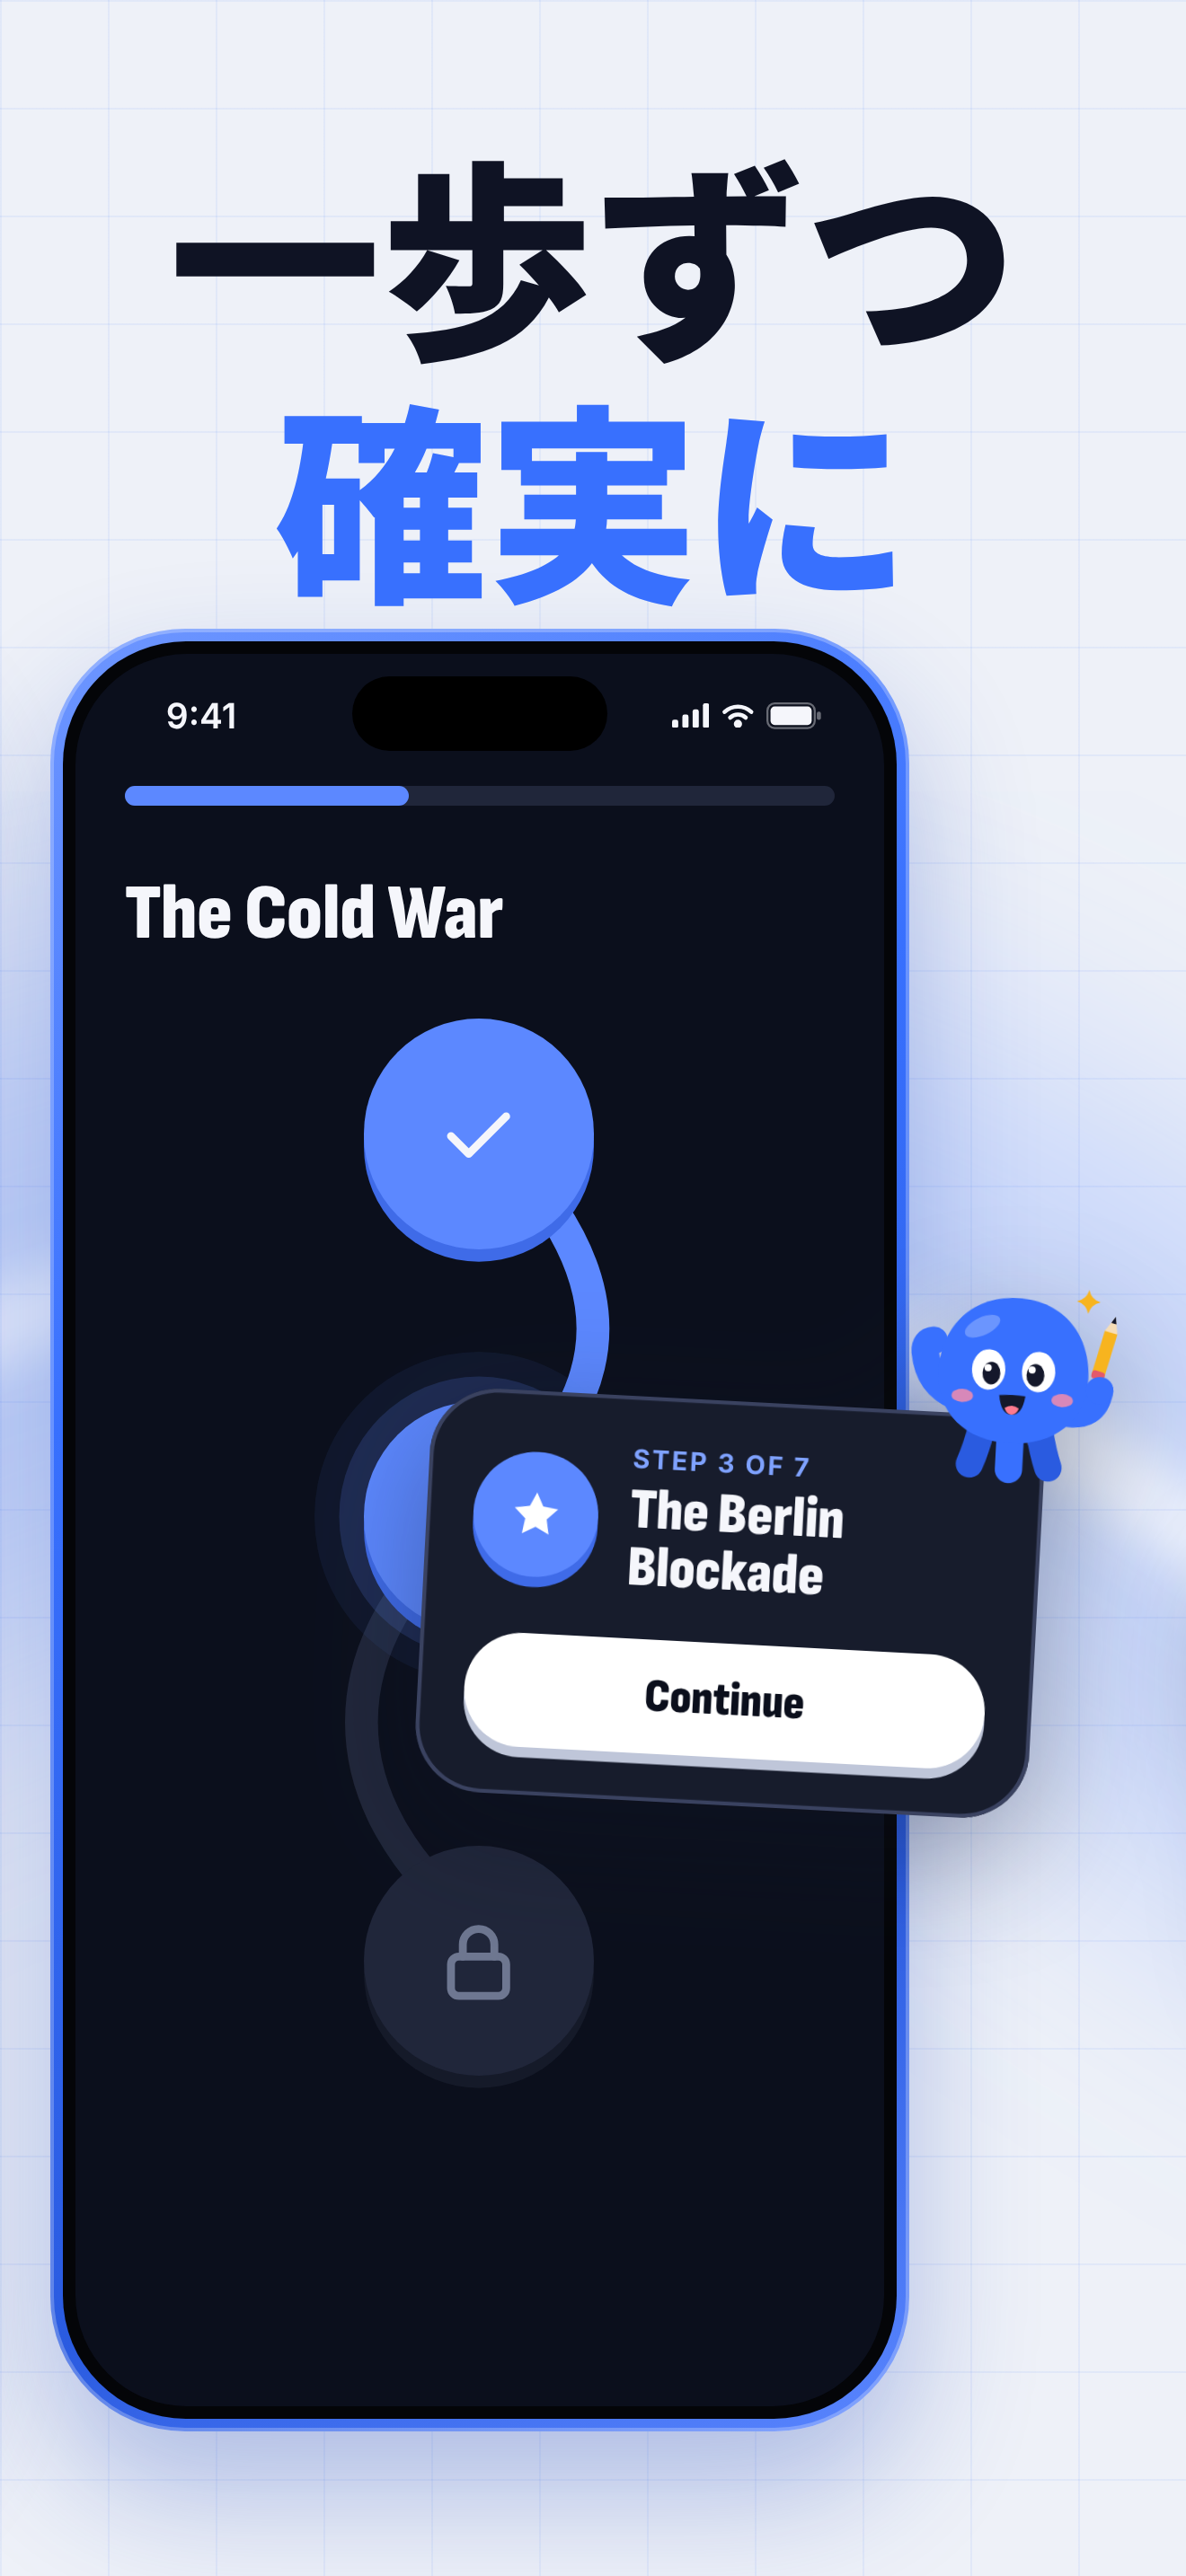 一歩ずつ
確実に
9:41
The Cold War
STEP 3 OF 7
The Berlin
Blockade
Continue